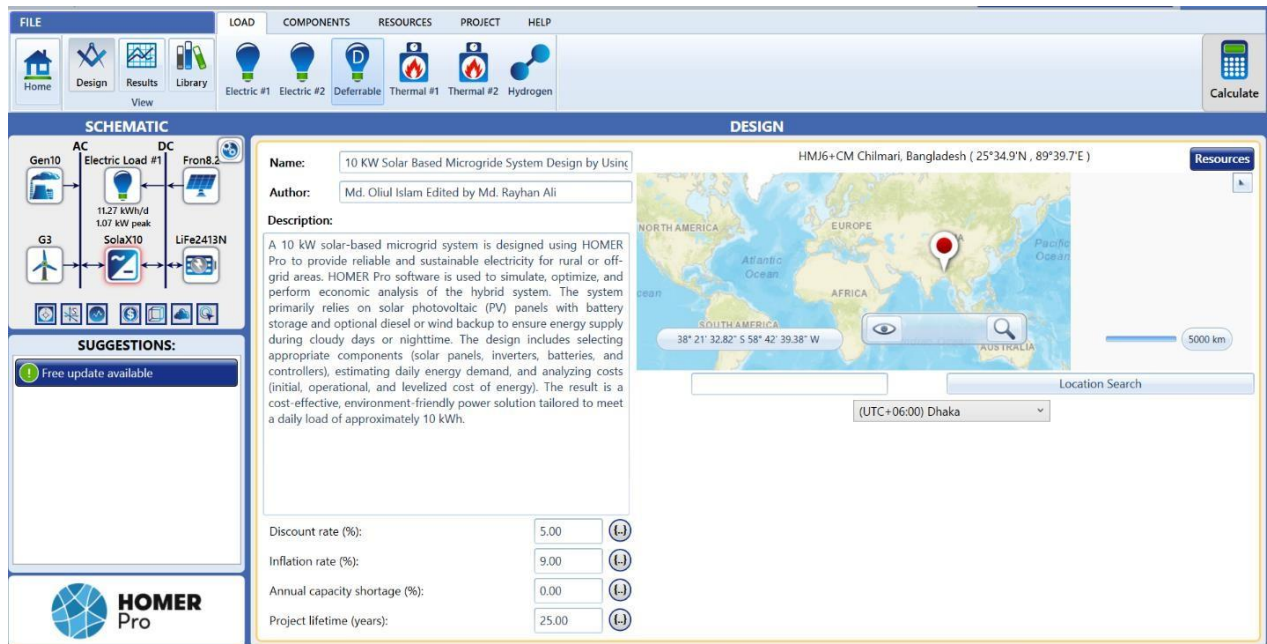 FILE
LOAD COMPONENTS RESOURCES PROJECT HELP
Home
Design Results Library
View
Electric #1 Electric #2 Deferrable Thermal #1 Thermal #2 Hydrogen
D
Calculate
SCHEMATIC
DESIGN
AC DC
Gen10 Electric Load #1 Fron8.2
11.27 kWh/d
1.07 kW peak
G3 SolaX10 LiFe2413N
SUGGESTIONS:
Free update available
HOMER
Pro
Name: 10 KW Solar Based Microgride System Design by Using
Author: Md. Oliul Islam Edited by Md. Rayhan Ali
Description:
A 10 kW solar-based microgrid system is designed using HOMER
Pro to provide reliable and sustainable electricity for rural or off-
grid areas. HOMER Pro software is used to simulate, optimize, and
perform economic analysis of the hybrid system. The system
primarily relies on solar photovoltaic (PV) panels with battery
storage and optional diesel or wind backup to ensure energy supply
during cloudy days or nighttime. The design includes selecting
appropriate components (solar panels, inverters, batteries, and
controllers), estimating daily energy demand, and analyzing costs
(initial, operational, and levelized cost of energy). The result is a
cost-effective, environment-friendly power solution tailored to meet
a daily load of approximately 10 kWh.
Discount rate (%): 5.00 {..}
Inflation rate (%): 9.00 {..}
Annual capacity shortage (%): 0.00 {..}
Project lifetime (years): 25.00 {..}
HMJ6+CM Chilmari, Bangladesh ( 25°34.9'N , 89°39.7'E )
Resources
NORTH AMERICA
EUROPE
Atlantic
Ocean
Pacific
Ocean
AFRICA
SOUTH AMERICA
AUSTRALIA
38° 21' 32.82" S 58° 42' 39.38" W
5000 km
Location Search
(UTC+06:00) Dhaka